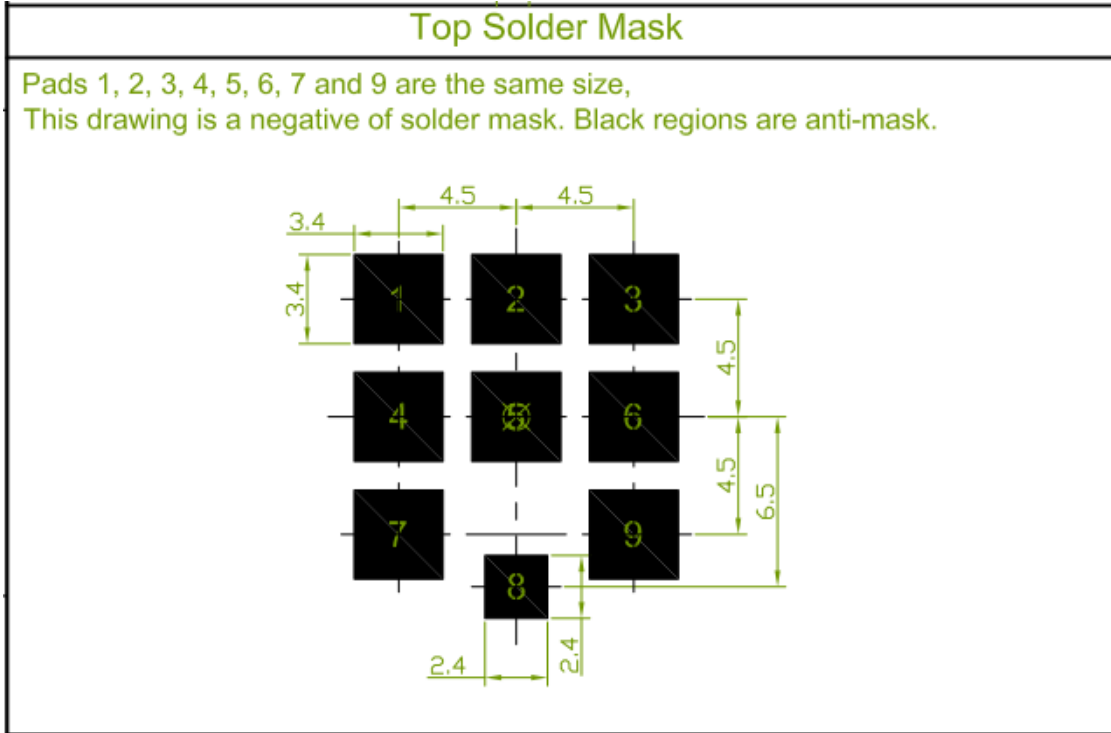 Top Solder Mask
Pads 1, 2, 3, 4, 5, 6, 7 and 9 are the same size,
This drawing is a negative of solder mask. Black regions are anti-mask.
4.5 4.5
3.4
3.4
1 2 3
4.5
4 5 6
4.5
6.5
7 9
8
2.4
2.4